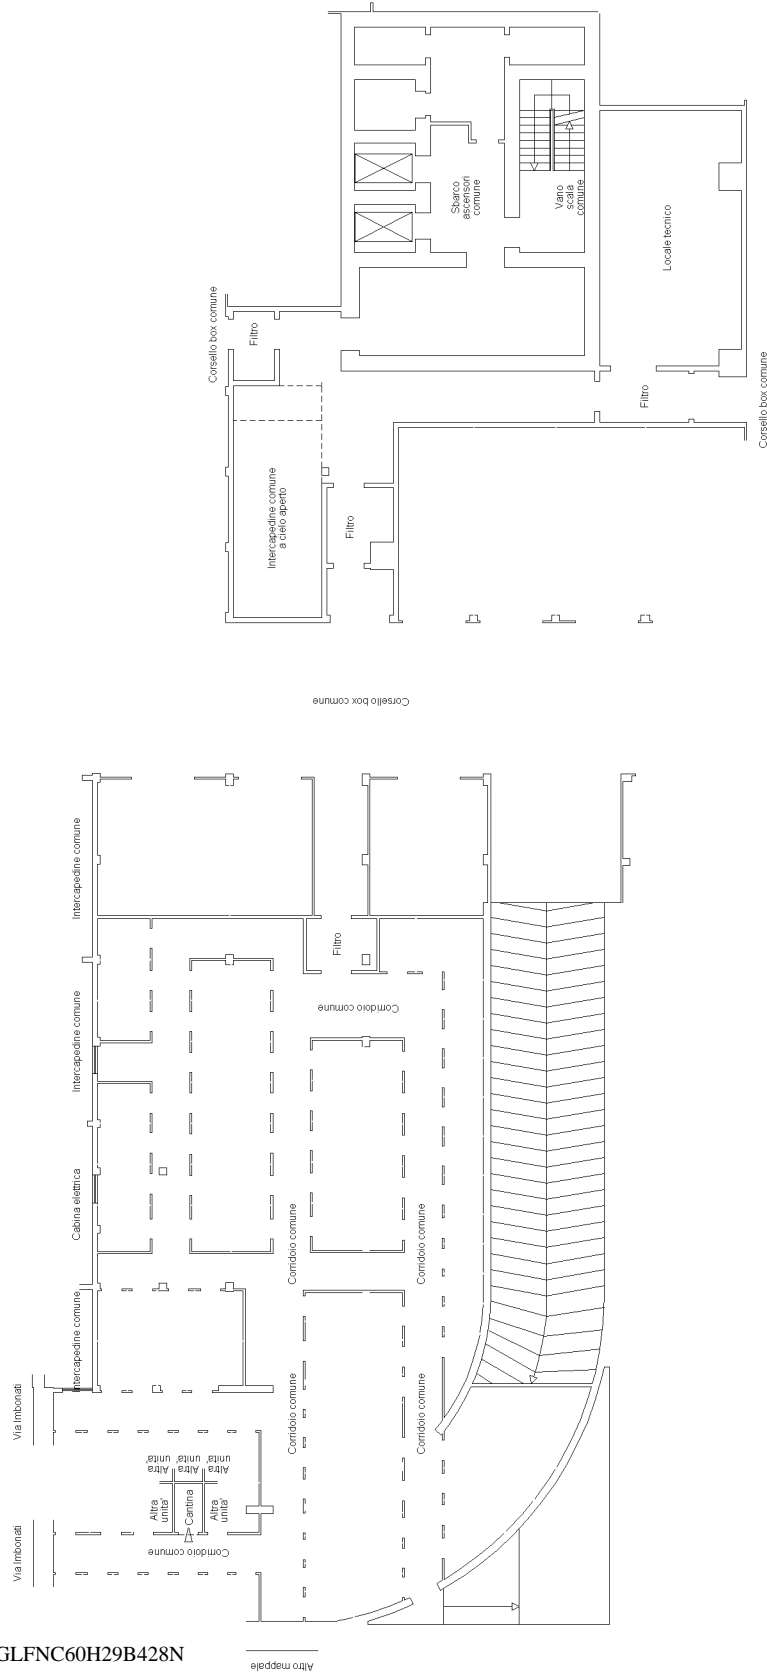 Sbarco
ascensori
comune
Vano
scala
comune
Locale tecnico
Corsello box comune
Filtro
Corsello box comune
Filtro
Intercapedine comune
a cielo aperto
Filtro
Corsello box comune
Intercapedine comune
Filtro
Intercapedine comune
Corridoio comune
Cabina elettrica
Corridoio comune
Corridoio comune
Intercapedine comune
Via Imbonati
Corridoio comune
Corridoio comune
Altra
unita'
Altra
unita'
Altra
unita'
Altra
unita'
Cantina
Altra
unita'
Via Imbonati
Corridoio comune
GLFNC60H29B428N
Altro mappale